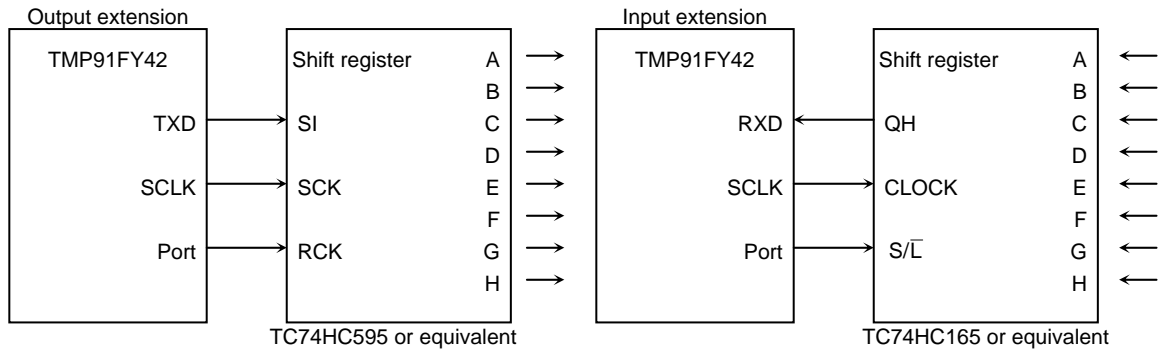 Output extension
TMP91FY42
TXD
SCLK
Port
Shift register
SI
SCK
RCK
A
B
C
D
E
F
G
H
TC74HC595 or equivalent
Input extension
TMP91FY42
RXD
SCLK
Port
Shift register
QH
CLOCK
S/L̅
A
B
C
D
E
F
G
H
TC74HC165 or equivalent